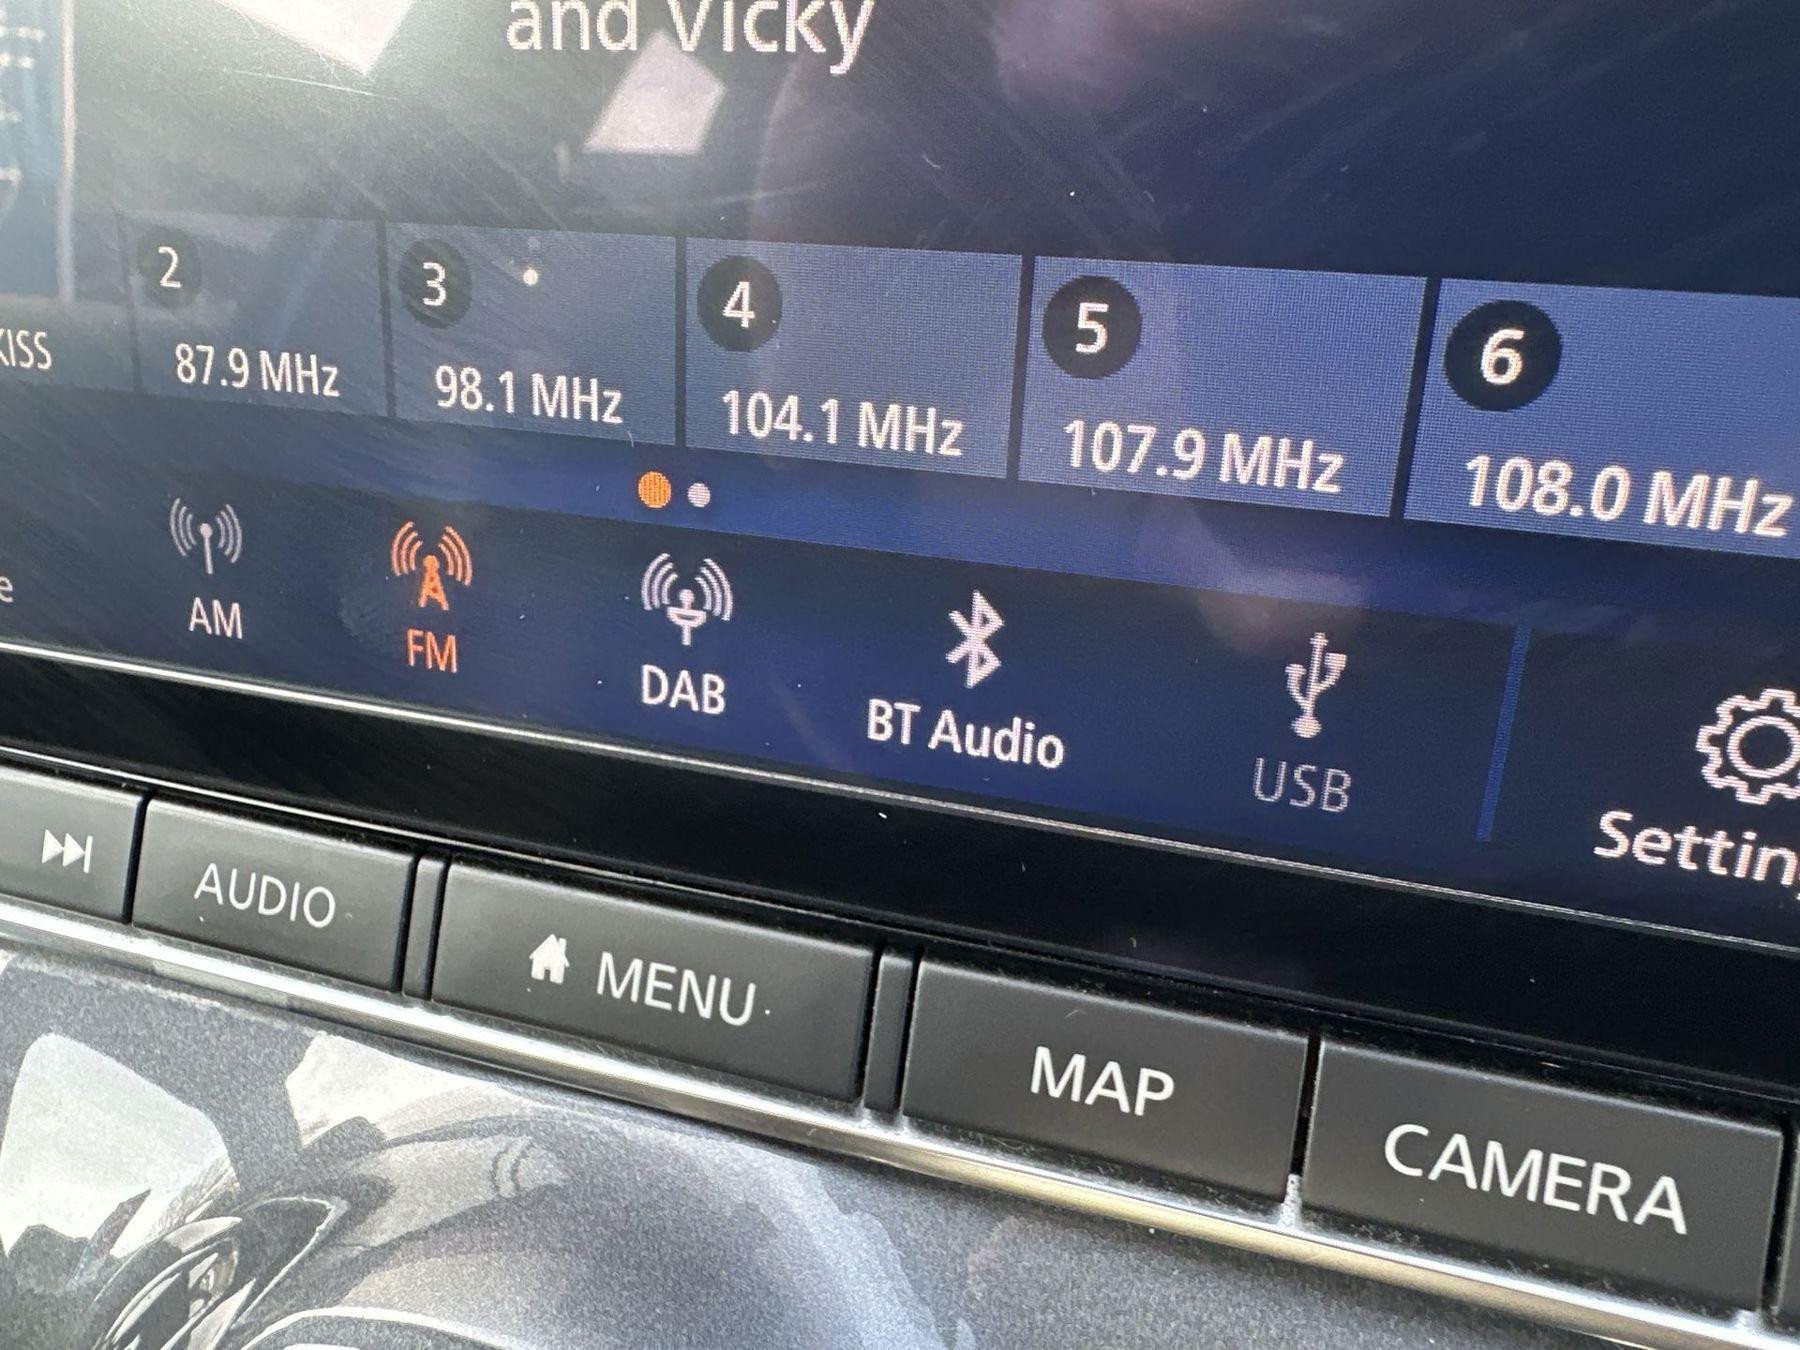 and Vicky
KISS
2
87.9 MHz
3
98.1 MHz
4
104.1 MHz
5
107.9 MHz
6
108.0 MHz
AM
FM
DAB
BT Audio
USB
Settin
AUDIO
MENU
MAP
CAMERA